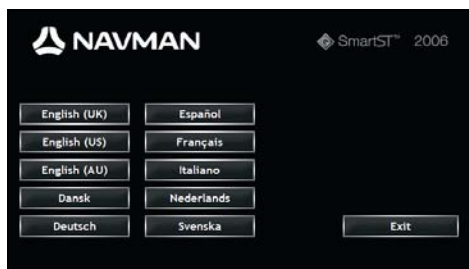 NAVMAN
SmartST™ 2006
English (UK)
English (US)
English (AU)
Dansk
Deutsch
Español
Français
Italiano
Nederlands
Svenska
Exit